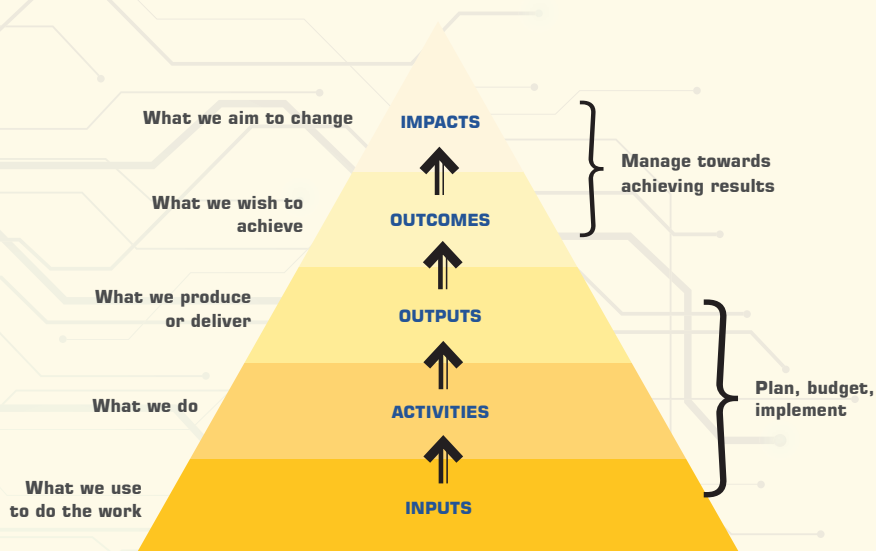 What we aim to change
IMPACTS
Manage towards
achieving results
What we wish to
achieve
OUTCOMES
What we produce
or deliver
OUTPUTS
Plan, budget,
implement
What we do
ACTIVITIES
What we use
to do the work
INPUTS